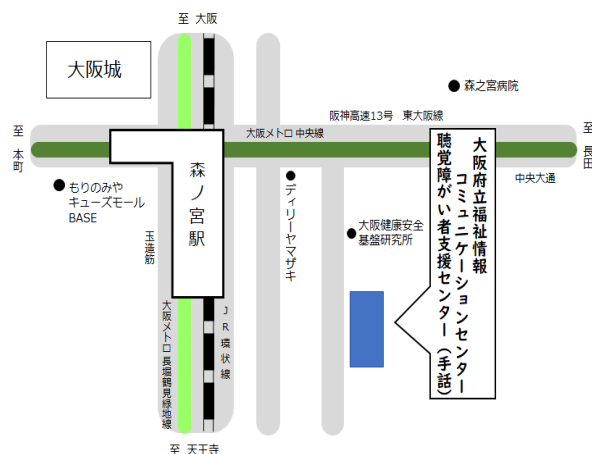 至 大阪
大阪城
森之宮病院
阪神高速13号 東大阪線
大阪メトロ 中央線
至 本町
至 長田
中央大通
森ノ宮駅
もりのみや
キューズモール
BASE
デイリーヤマザキ
玉造筋
大阪健康安全
基盤研究所
大阪府立福祉情報
コミュニケーションセンター
聴覚障がい者支援センター(手話)
大阪メトロ 長堀鶴見緑地線
JR環状線
至 天王寺